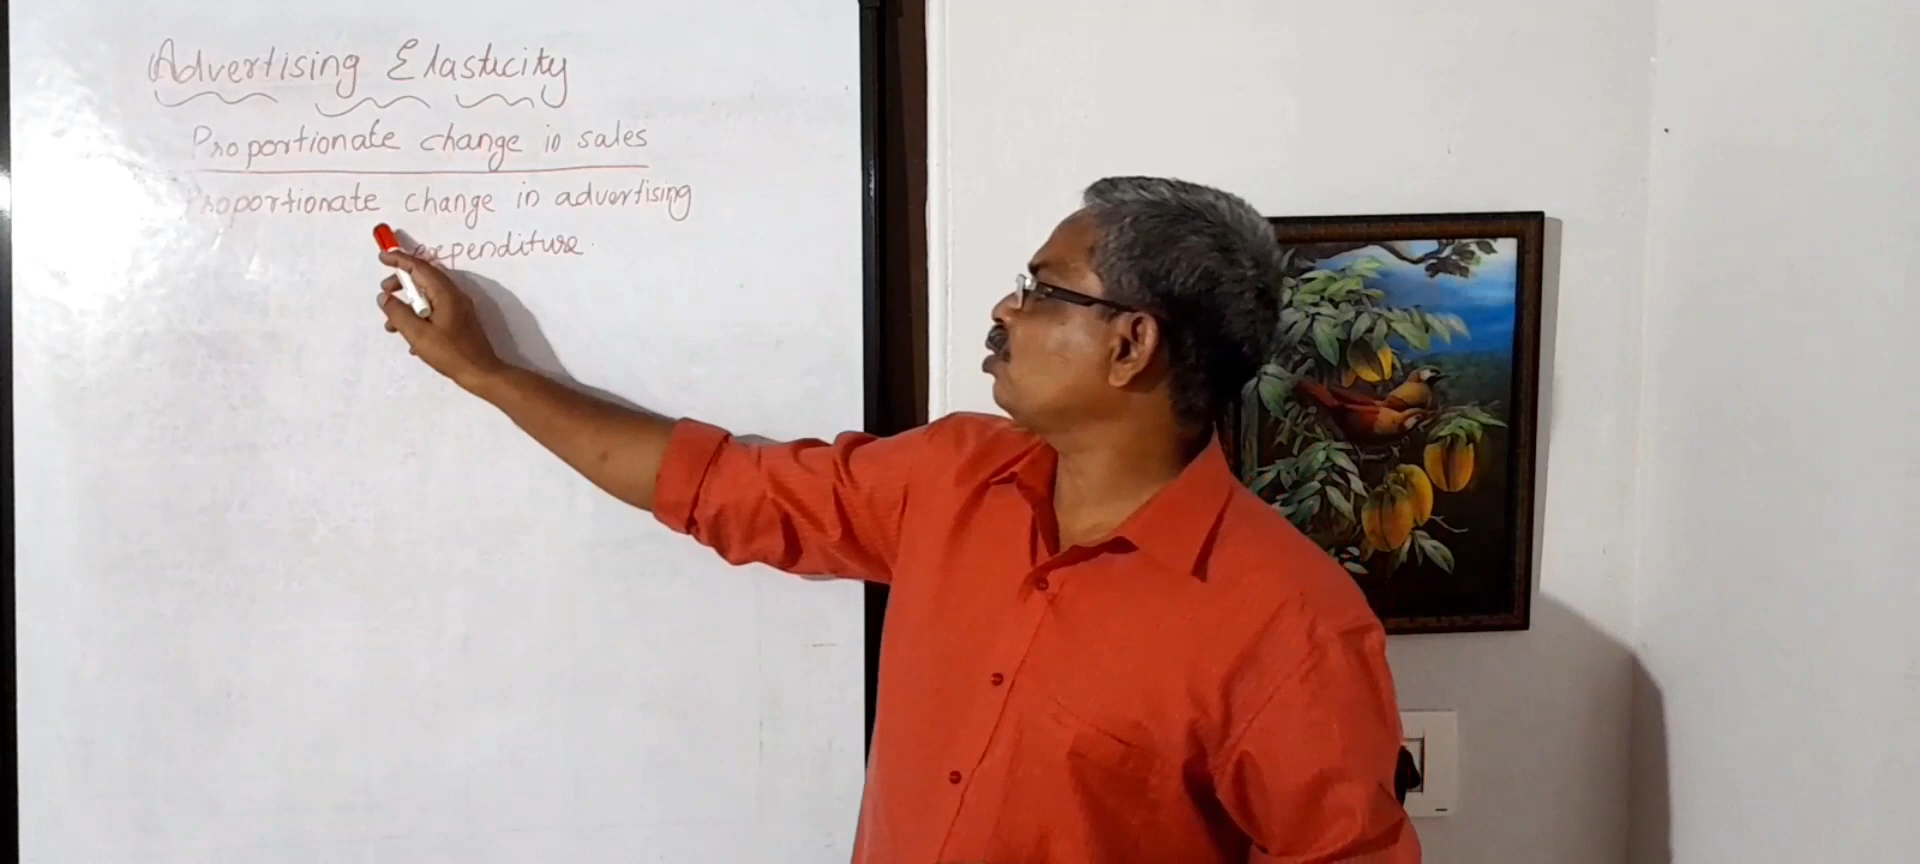 Advertising Elasticity
Proportionate change in sales
Proportionate change in advertising
expenditure.